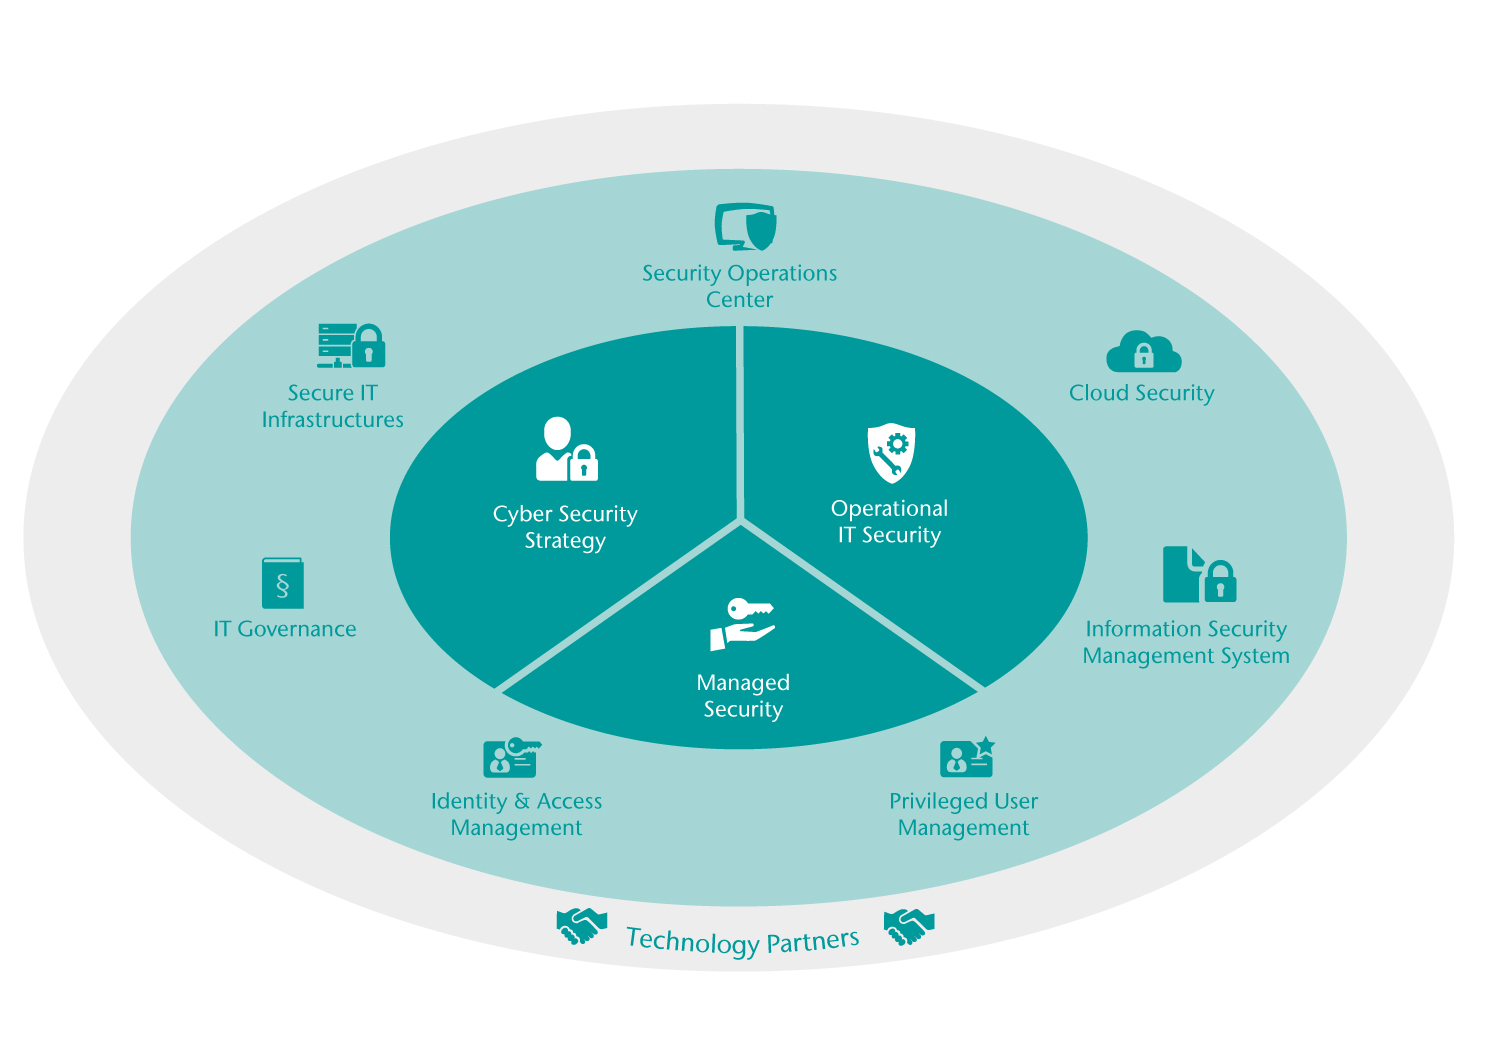 Security Operations
Center
Secure IT
Infrastructures
Cloud Security
Cyber Security
Strategy
Operational
IT Security
§
IT Governance
Information Security
Management System
Managed
Security
Identity & Access
Management
Privileged User
Management
Technology Partners